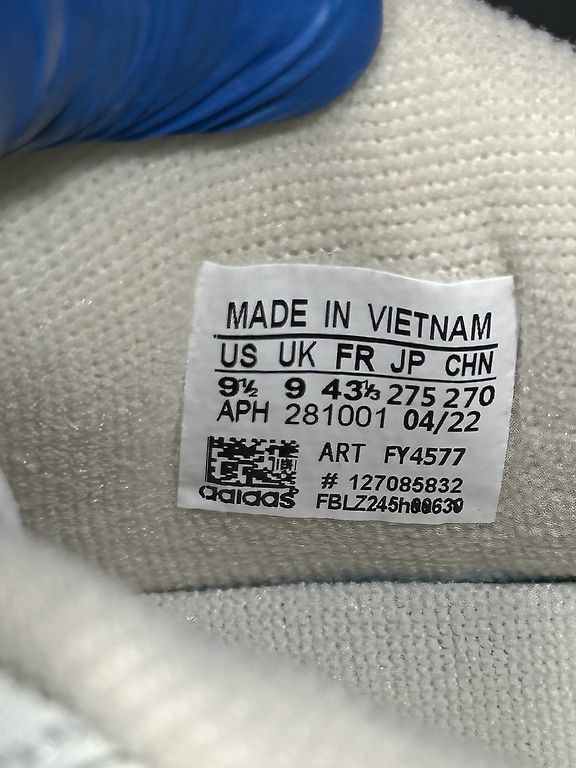 MADE IN VIETNAM
US UK FR JP CHN
9½ 9 43⅓ 275 270
APH 281001 04/22
ART FY4577
# 127085832
adidas